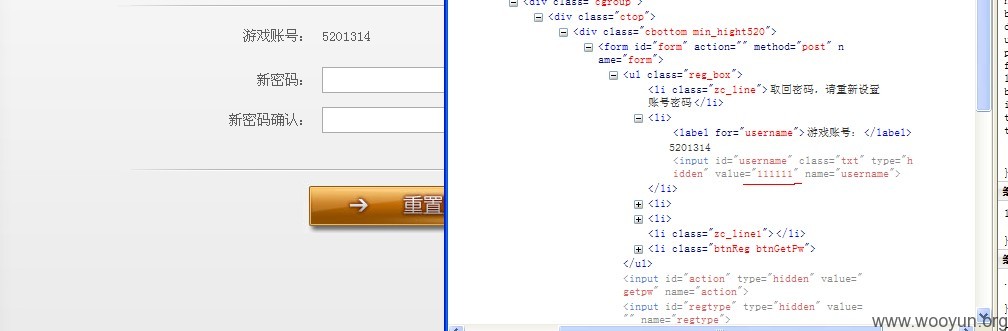 游戏账号： 5201314
新密码：
新密码确认：
重置
<div class="cgroup">
<div class="ctop">
<div class="cbottom min_hight520">
<form id="form" action="" method="post" n
ame="form">
<ul class="reg_box">
<li class="zc_line"> 取回密码，请重新设置
账号密码</li>
<li>
<label for="username"> 游戏账号： </label>
5201314
<input id="username" class="txt" type="h
idden" value="111111" name="username">
</li>
<li>
<li>
<li class="zc_line1"></li>
<li class="btnReg btnGetPw">
</ul>
<input id="action" type="hidden" value="
getpw" name="action">
<input id="regtype" type="hidden" value=
"" name="regtype">
www.wooyun.org